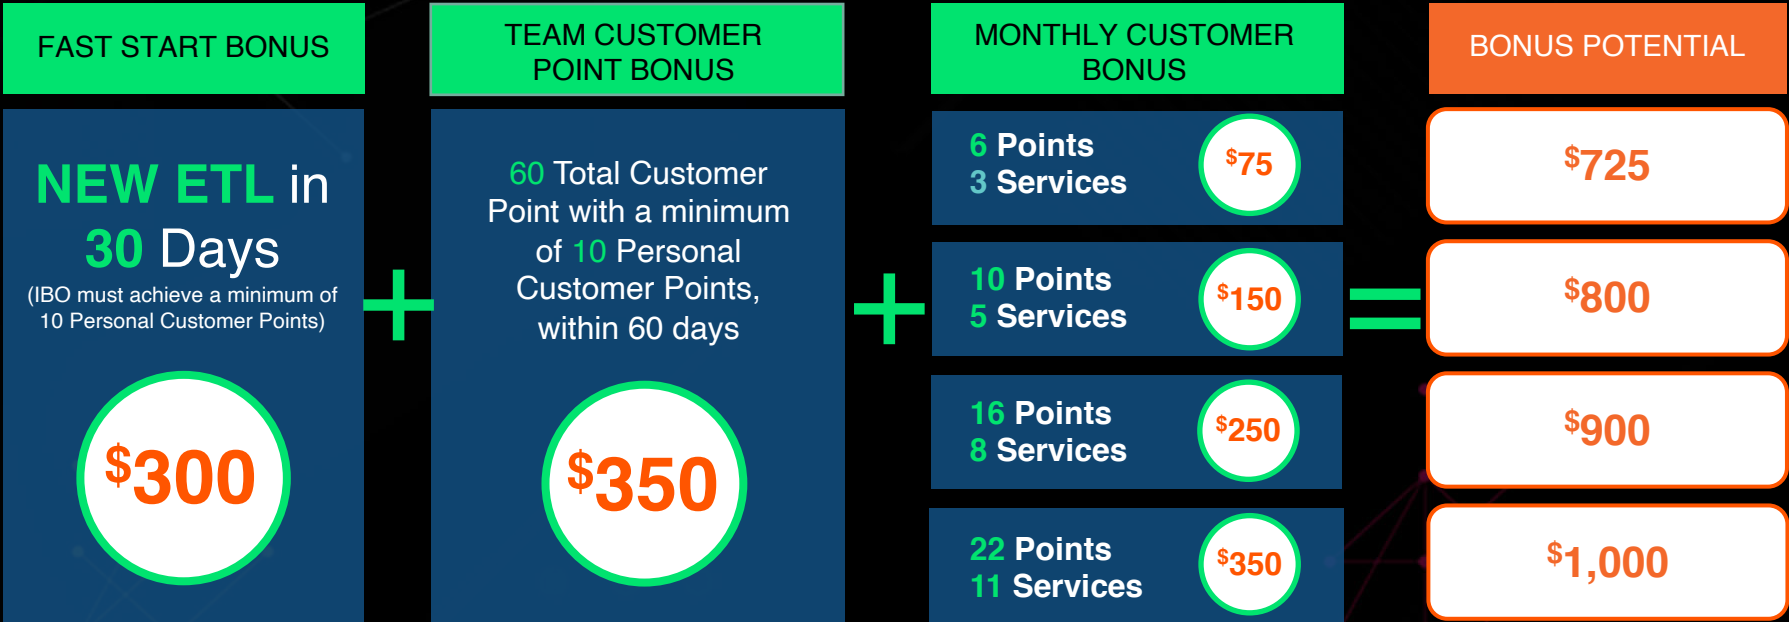 FAST START BONUS
NEW ETL in
30 Days
(IBO must achieve a minimum of
10 Personal Customer Points)
$300
+
TEAM CUSTOMER
POINT BONUS
60 Total Customer
Point with a minimum
of 10 Personal
Customer Points,
within 60 days
$350
+
MONTHLY CUSTOMER
BONUS
6 Points
3 Services
$75
10 Points
5 Services
$150
16 Points
8 Services
$250
22 Points
11 Services
$350
=
BONUS POTENTIAL
$725
$800
$900
$1,000